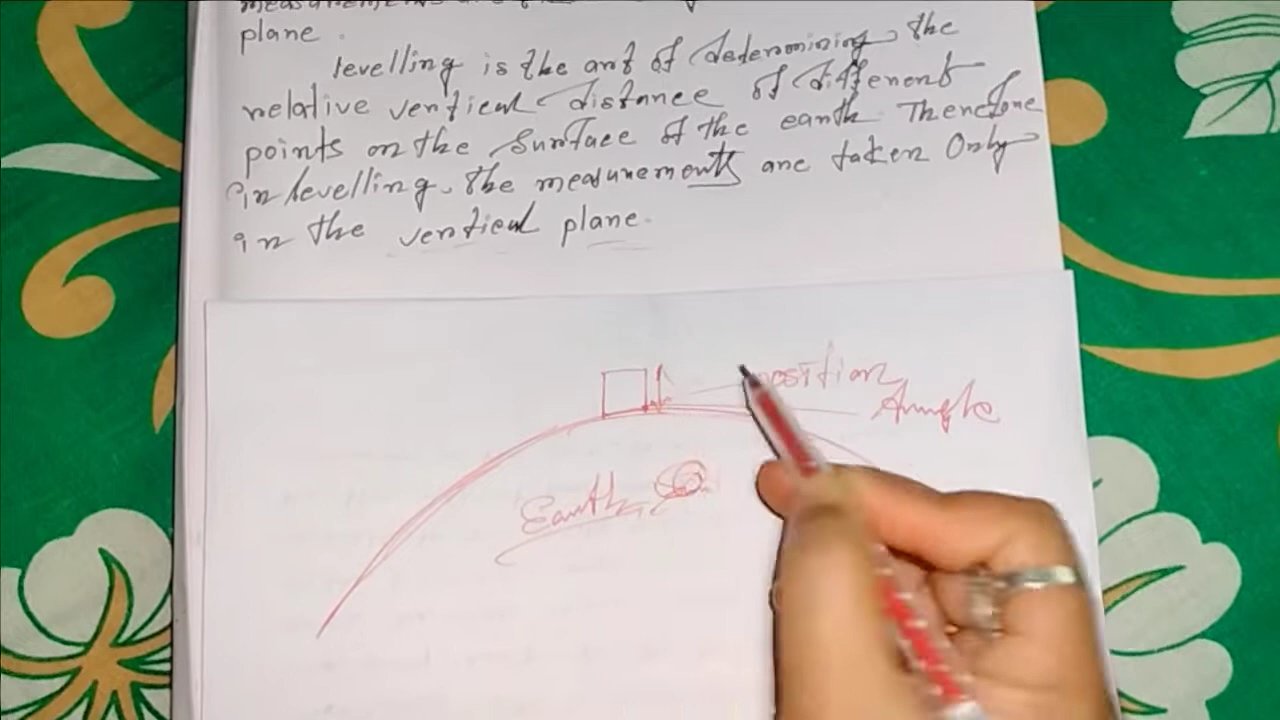 plane.
levelling is the art of determining the
relative vertical distance of different
points on the surface of the earth. Therefore
in levelling, the measurements are taken Only
in the vertical plane.
position
Angle
Earth